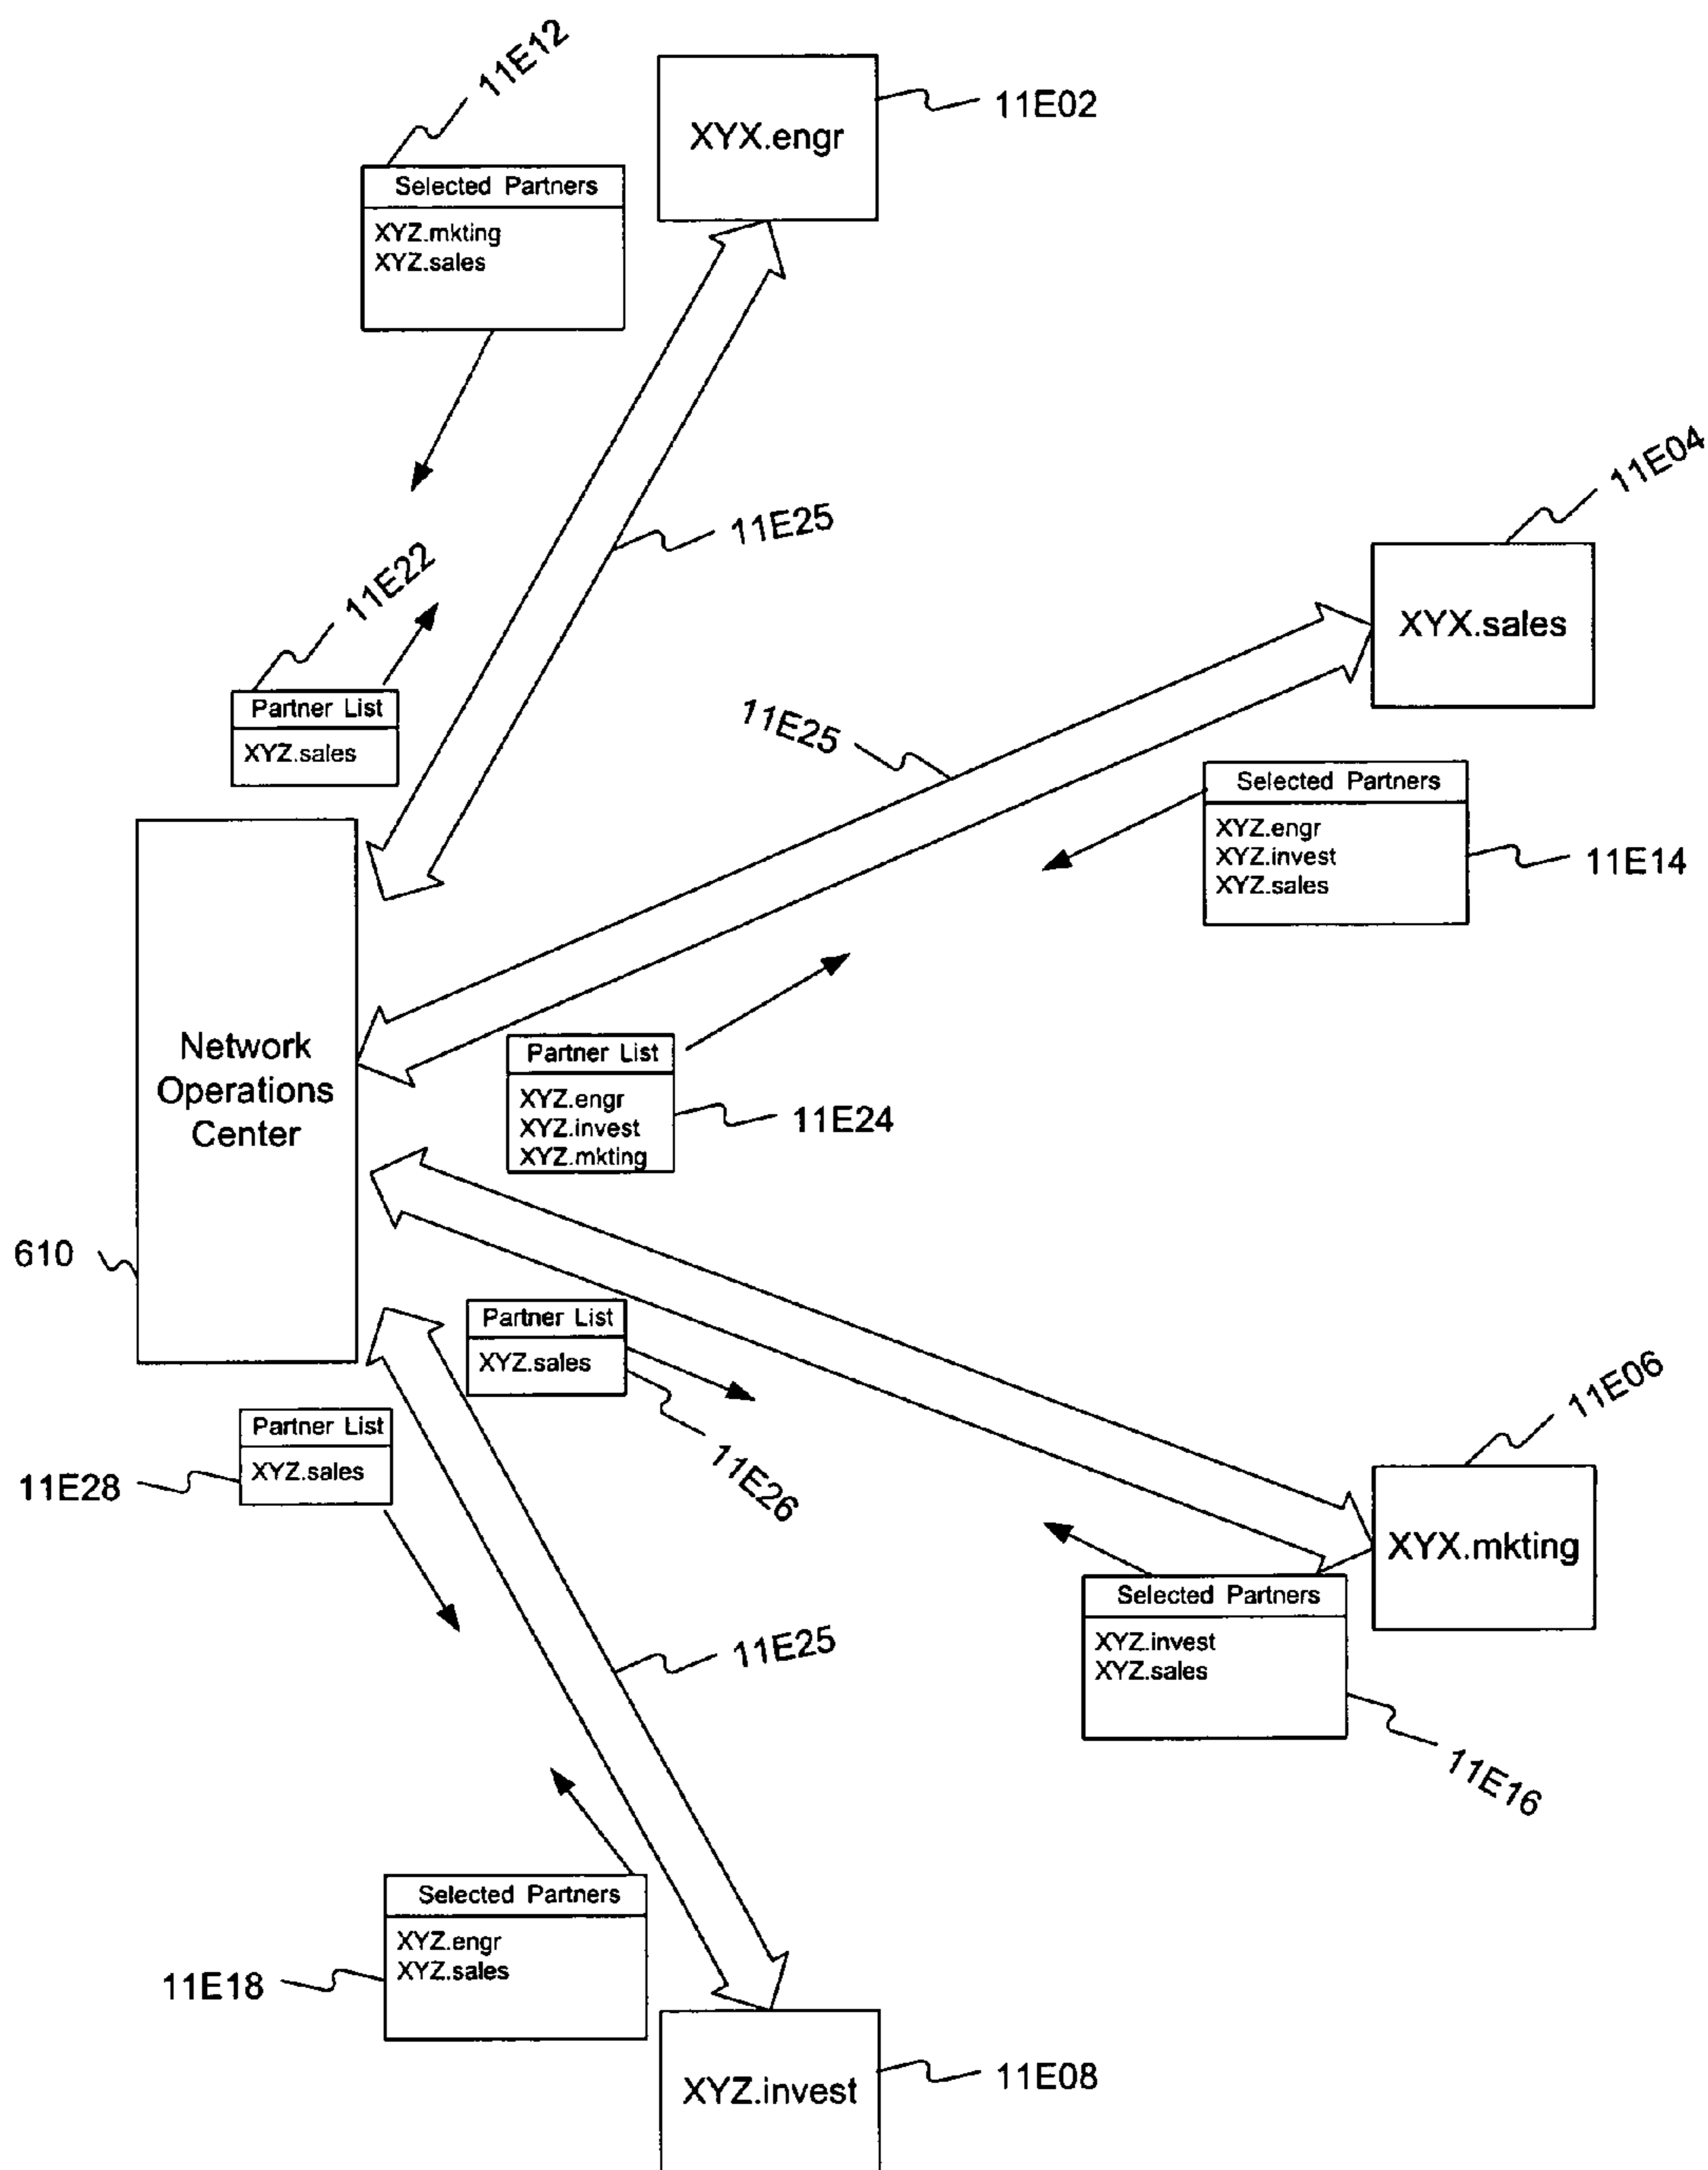 11E12
11E02
XYX.engr
Selected Partners
XYZ.mkting
XYZ.sales
11E04
11E25
XYX.sales
11E22
Partner List
XYZ.sales
11E25
Selected Partners
XYZ.engr
XYZ.invest
XYZ.sales
11E14
Network
Operations
Center
Partner List
XYZ.engr
XYZ.invest
XYZ.mkting
11E24
610
Partner List
XYZ.sales
11E26
11E06
Partner List
XYZ.sales
11E28
XYX.mkting
Selected Partners
XYZ.invest
XYZ.sales
11E16
11E25
Selected Partners
XYZ.engr
XYZ.sales
11E18
XYZ.invest
11E08